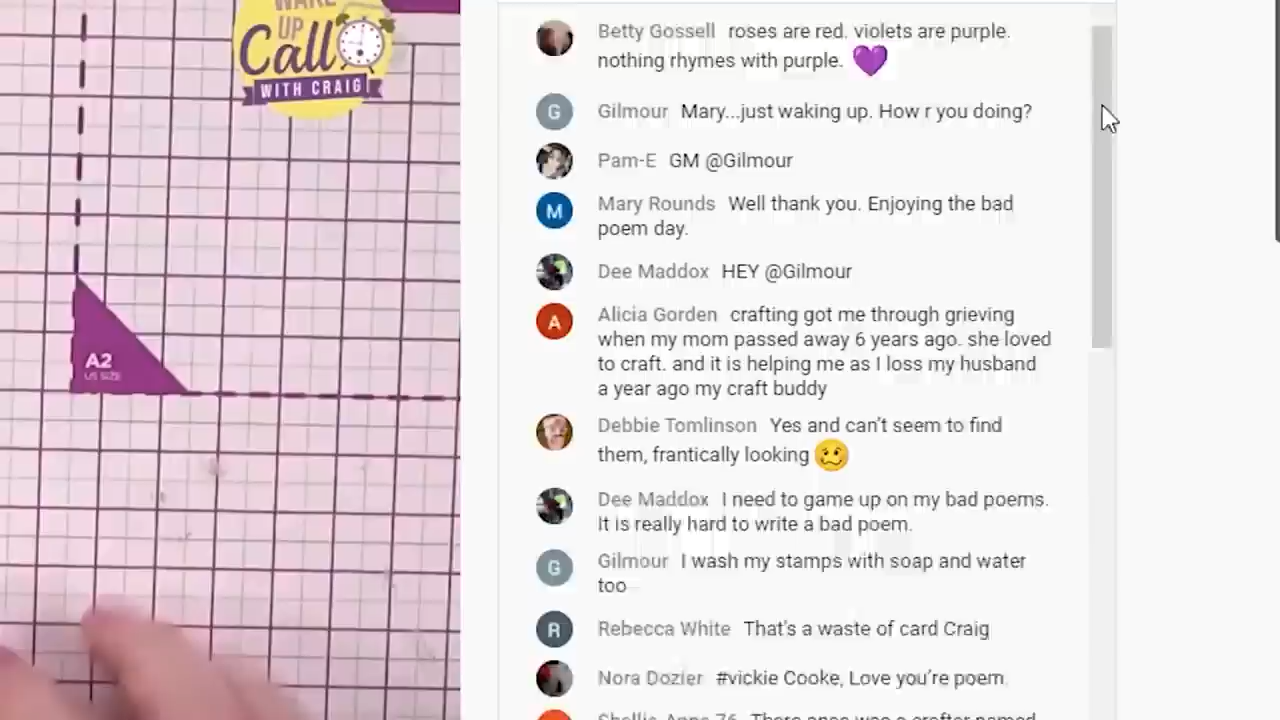 WAKE
UP
Call
WITH CRAIG
A2
US SIZE
Betty Gossell roses are red. violets are purple.
nothing rhymes with purple. 💜
G Gilmour Mary...just waking up. How r you doing?
Pam-E GM @Gilmour
M Mary Rounds Well thank you. Enjoying the bad
poem day.
Dee Maddox HEY @Gilmour
A Alicia Gorden crafting got me through grieving
when my mom passed away 6 years ago. she loved
to craft. and it is helping me as I loss my husband
a year ago my craft buddy
Debbie Tomlinson Yes and can't seem to find
them, frantically looking 🥴
Dee Maddox I need to game up on my bad poems.
It is really hard to write a bad poem.
G Gilmour I wash my stamps with soap and water
too
R Rebecca White That's a waste of card Craig
Nora Dozier #vickie Cooke, Love you're poem